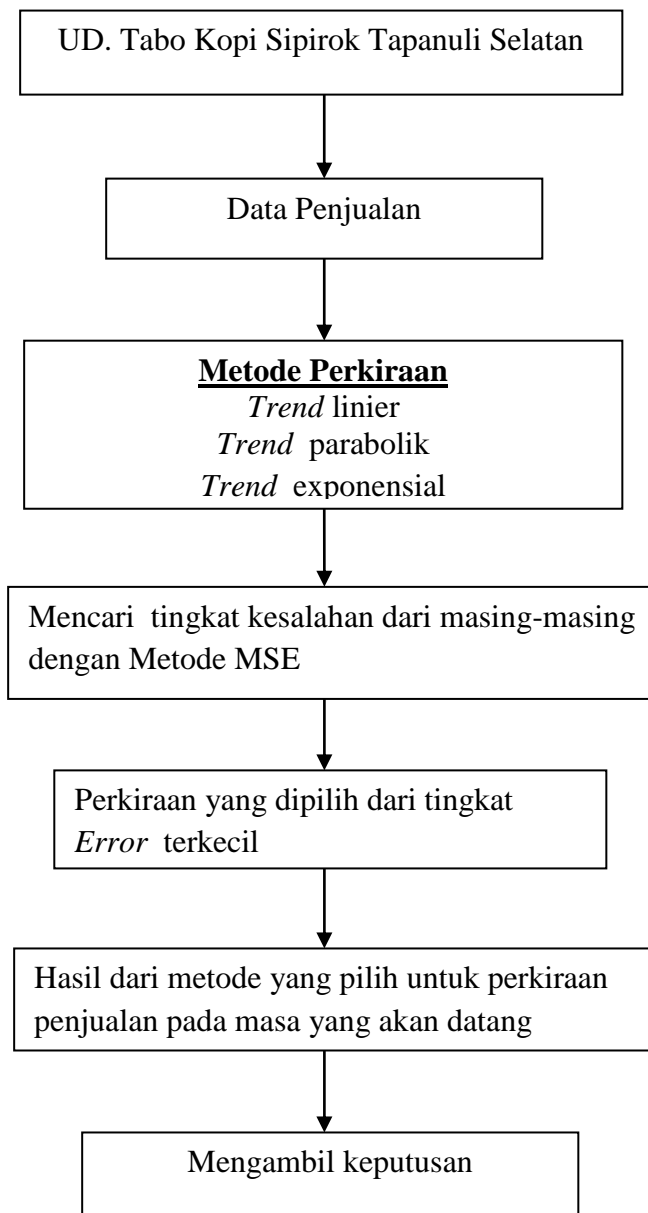 UD. Tabo Kopi Sipirok Tapanuli Selatan
Data Penjualan
Metode Perkiraan
Trend linier
Trend parabolik
Trend exponensial
Mencari tingkat kesalahan dari masing-masing
dengan Metode MSE
Perkiraan yang dipilih dari tingkat
Error terkecil
Hasil dari metode yang pilih untuk perkiraan
penjualan pada masa yang akan datang
Mengambil keputusan